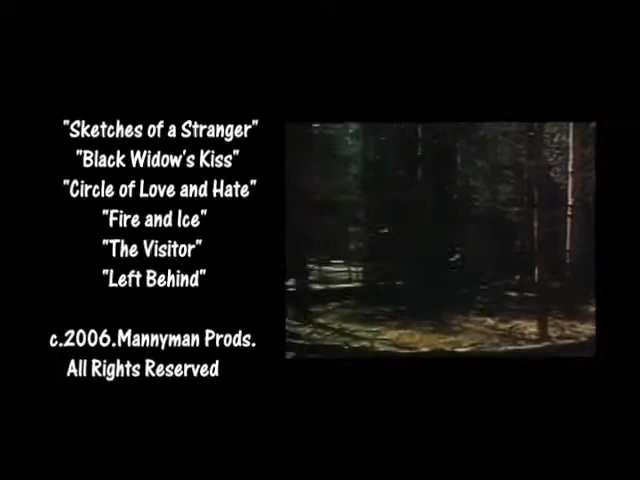 "Sketches of a Stranger"
"Black Widow's Kiss"
"Circle of Love and Hate"
"Fire and Ice"
"The Visitor"
"Left Behind"
c.2006.Mannyman Prods.
All Rights Reserved